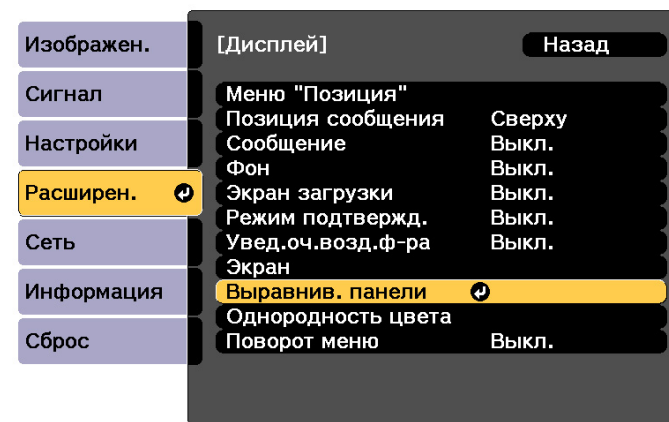 Изображен.
Сигнал
Настройки
Расширен.
Сеть
Информация
Сброс
[Дисплей] Назад
Меню "Позиция"
Позиция сообщения Сверху
Сообщение Выкл.
Фон Выкл.
Экран загрузки Выкл.
Режим подтвержд. Выкл.
Увед.оч.возд.ф-ра Выкл.
Экран
Выравнив. панели
Однородность цвета
Поворот меню Выкл.